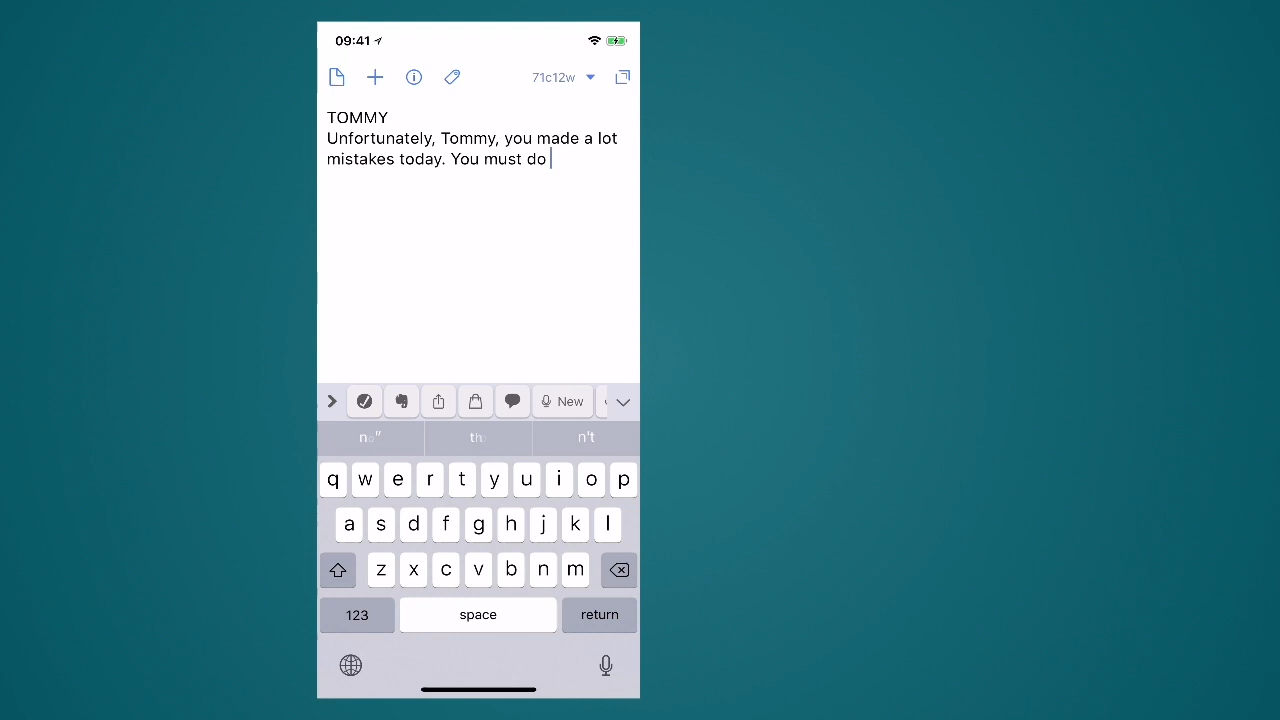 09:41
71c12w
TOMMY
Unfortunately, Tommy, you made a lot
mistakes today. You must do
New
n't
q w e r t y u i o p
a s d f g h j k l
z x c v b n m
123 space return